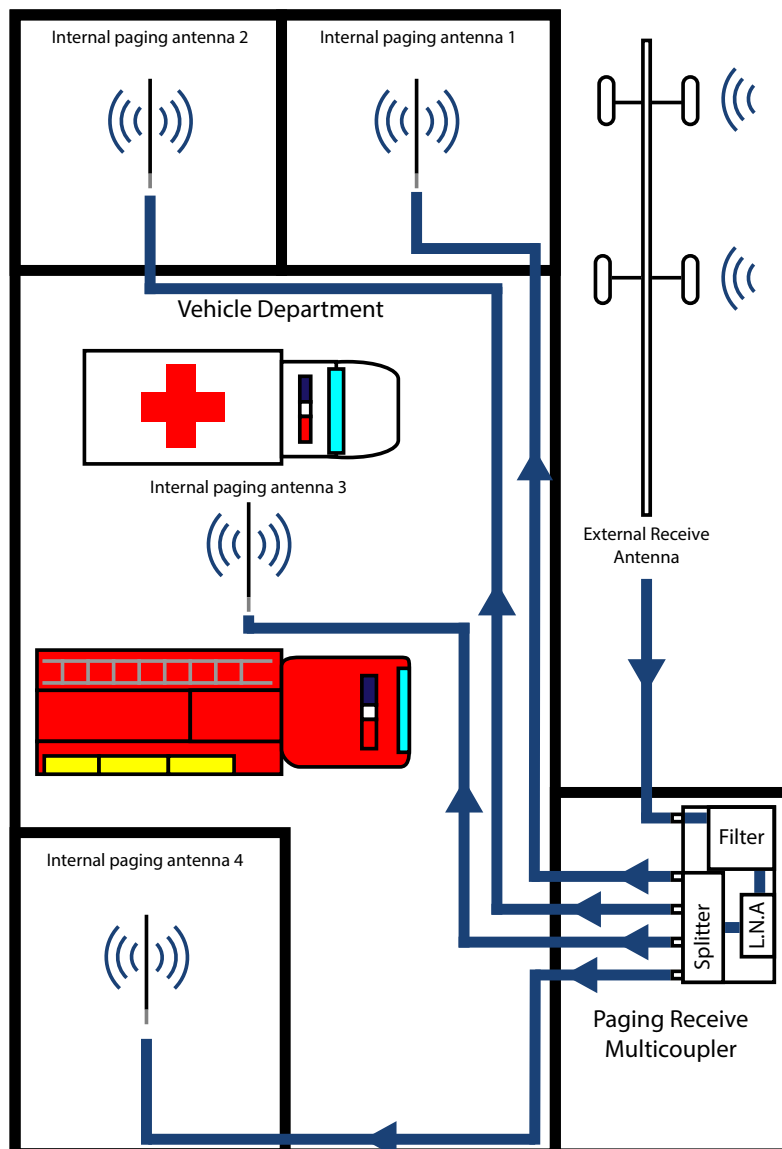 Internal paging antenna 2
Internal paging antenna 1
Vehicle Department
Internal paging antenna 3
External Receive
Antenna
Internal paging antenna 4
Filter
Splitter
L.N.A
Paging Receive
Multicoupler